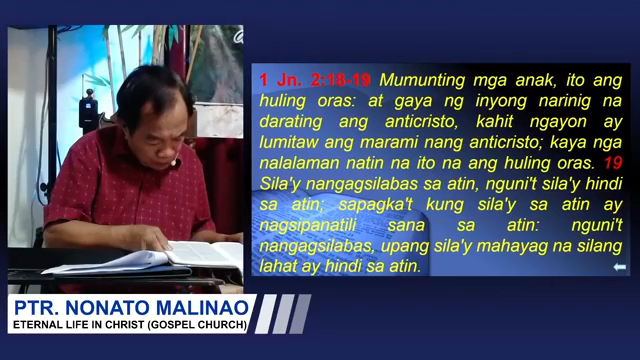 1 Jn. 2:18-19 Mumunting mga anak, ito ang
huling oras: at gaya ng inyong narinig na
darating ang anticristo, kahit ngayon ay
lumitaw ang marami nang anticristo; kaya nga
nalalaman natin na ito na ang huling oras. 19
Sila'y nangagsilabas sa atin, nguni't sila'y hindi
sa atin; sapagka't kung sila'y sa atin ay
nagsipanatili sana sa atin: nguni't
nangagsilabas, upang sila'y mahayag na silang
lahat ay hindi sa atin.
PTR. NONATO MALINAO
ETERNAL LIFE IN CHRIST (GOSPEL CHURCH)